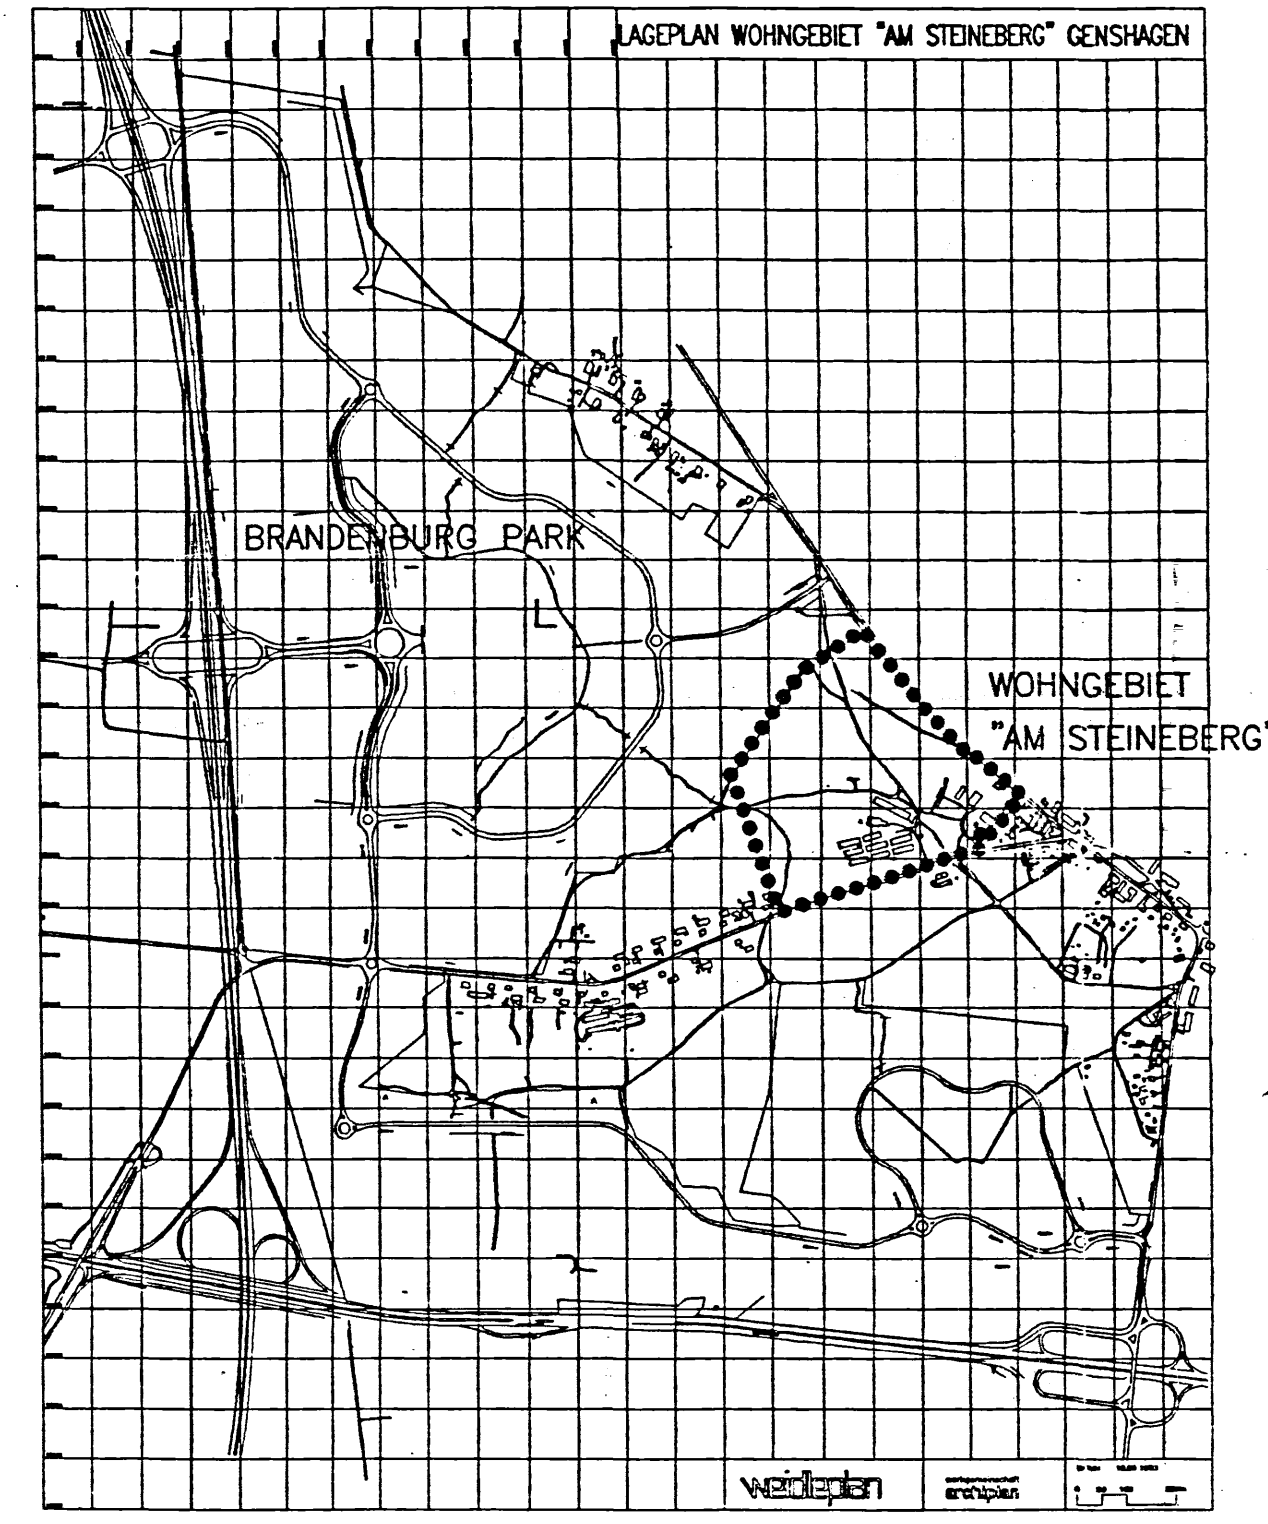 LAGEPLAN WOHNGEBIET "AM STEINEBERG" GENSHAGEN
BRANDENBURG PARK
WOHNGEBIET
"AM STEINEBERG"
weidleplan
archiplan